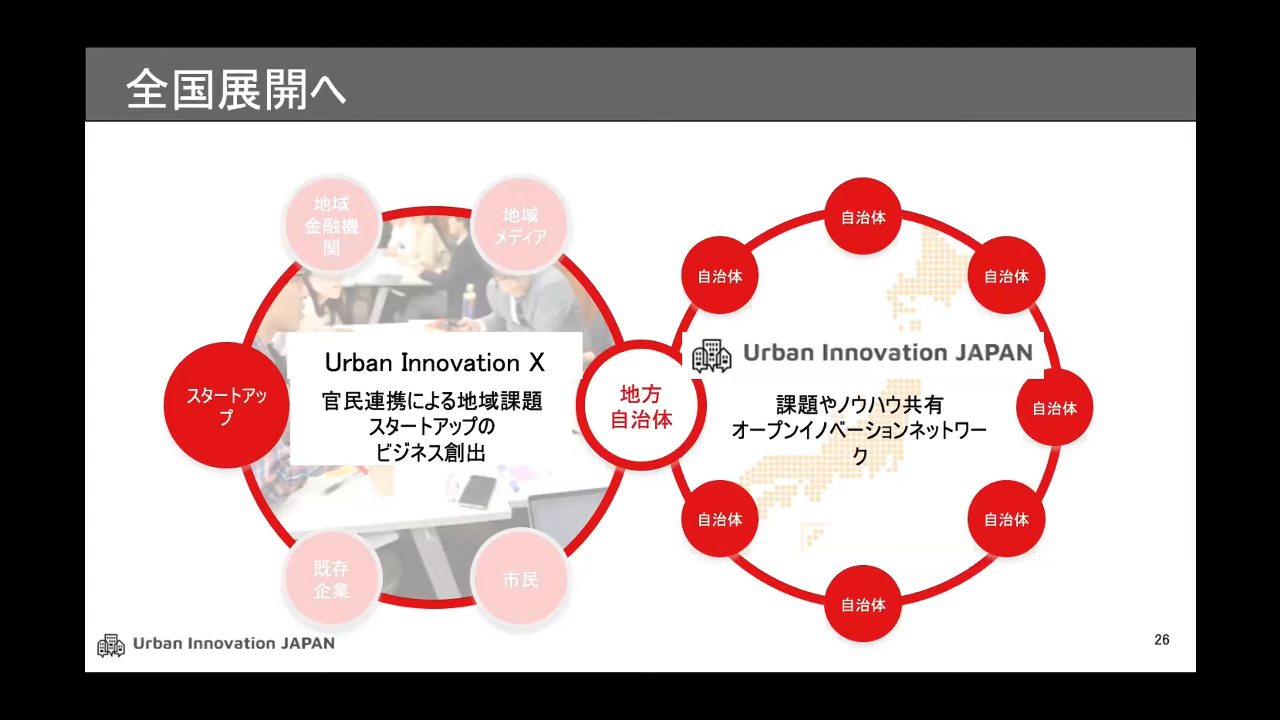 全国展開へ
地域
金融機
関
地域
メディア
スタートアッ
プ
Urban Innovation X
官民連携による地域課題
スタートアップの
ビジネス創出
既存
企業
市民
地方
自治体
自治体
自治体
自治体
Urban Innovation JAPAN
課題やノウハウ共有
オープンイノベーションネットワー
ク
自治体
自治体
自治体
自治体
Urban Innovation JAPAN
26